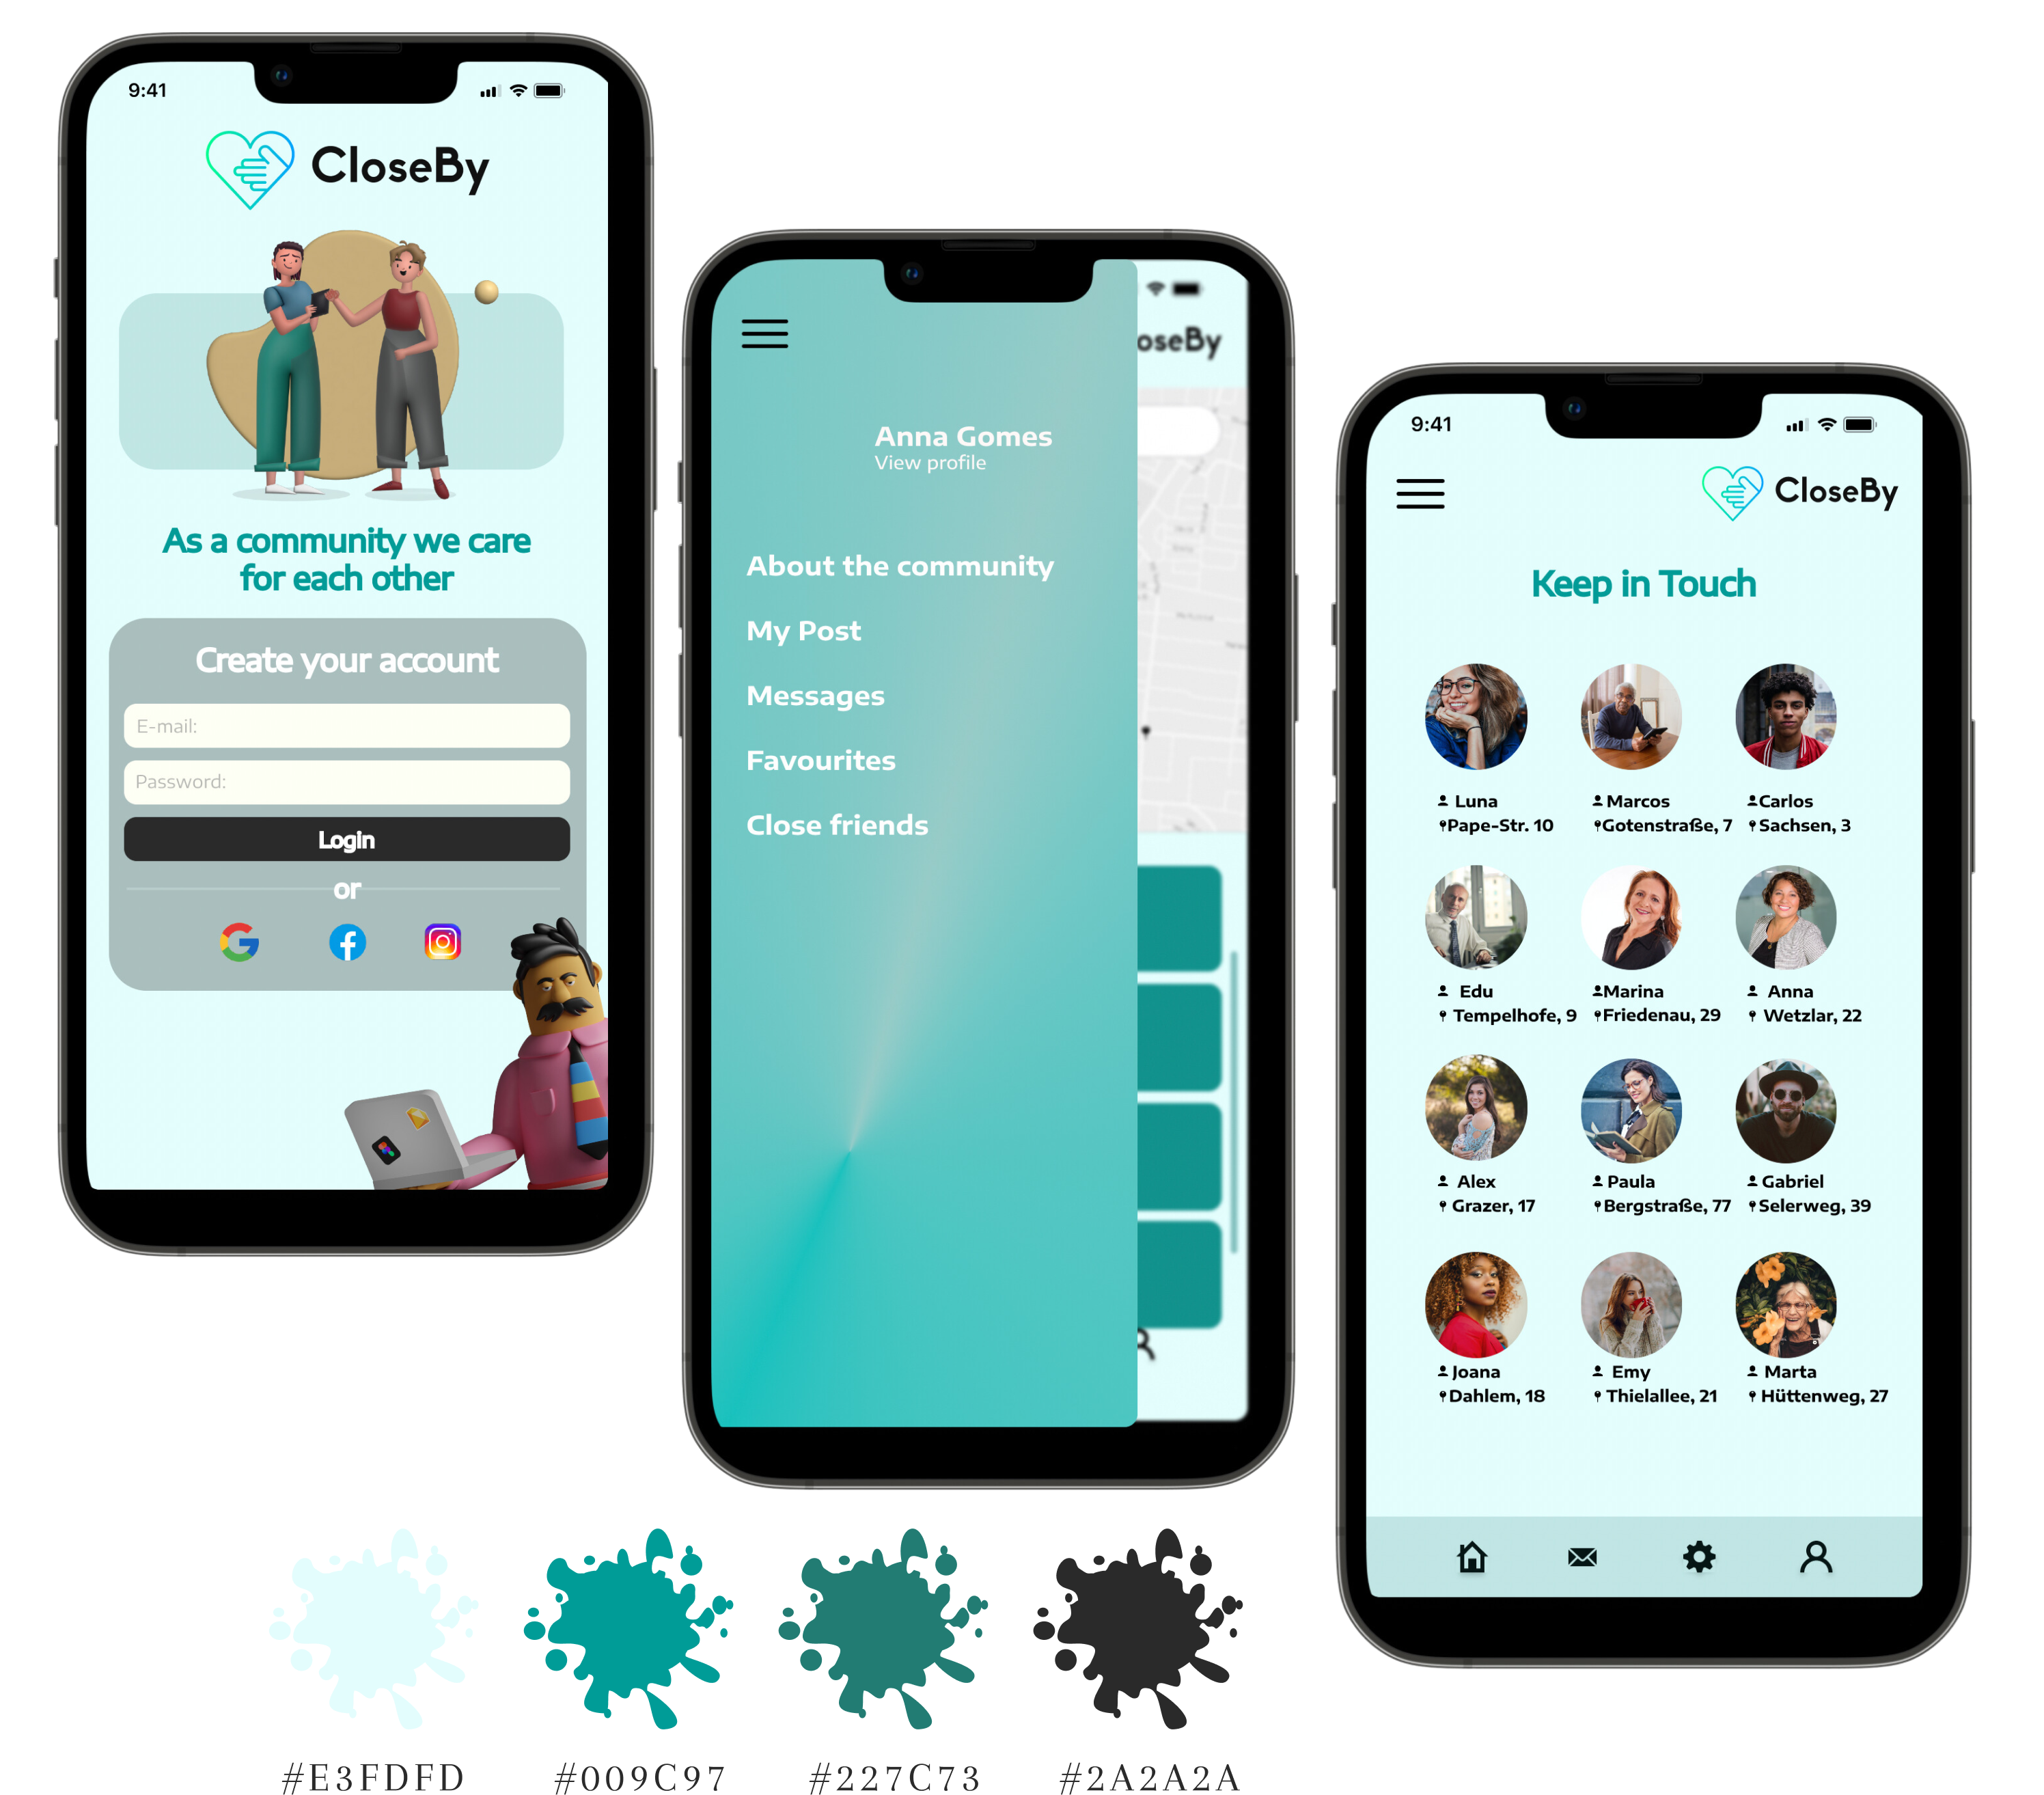 9:41
CloseBy
As a community we care
for each other
Create your account
E-mail:
Password:
Login
or
oseBy
Anna Gomes
View profile
About the community
My Post
Messages
Favourites
Close friends
9:41
CloseBy
Keep in Touch
Luna Marcos Carlos
Pape-Str. 10 Gotenstraße, 7 Sachsen, 3
Edu Marina Anna
Tempelhofe, 9 Friedenau, 29 Wetzlar, 22
Alex Paula Gabriel
Grazer, 17 Bergstraße, 77 Selerweg, 39
Joana Emy Marta
Dahlem, 18 Thielallee, 21 Hüttenweg, 27
#E3FDFD #009C97 #227C73 #2A2A2A